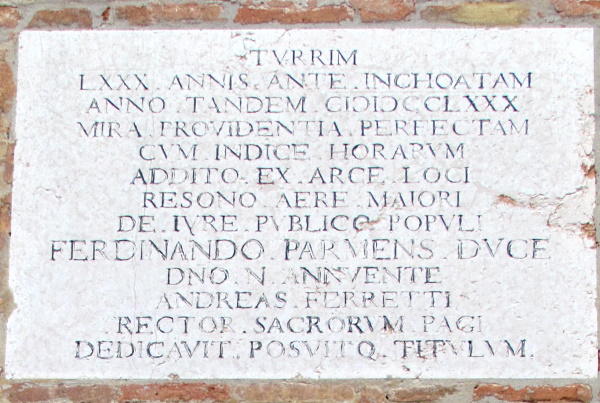 TVRRIM
LXXX . ANNIS . ANTE . INCHOATAM
ANNO . TANDEM CIƆIƆCCLXXX
MIRA . PROVIDENTIA . PERFECTAM
CVM . INDICE . HORARVM
ADDITO . EX . ARCE . LOCI
RESONO . AERE . MAIORI
DE . IVRE . PVBLICO . POPVLI
FERDINANDO . PARMENS . DVCE
DNO . N . ANNVENTE
ANDREAS . FERRETTI
RECTOR . SACRORVM . PAGI
DEDICAVIT . POSVITQ . TITVLVM .